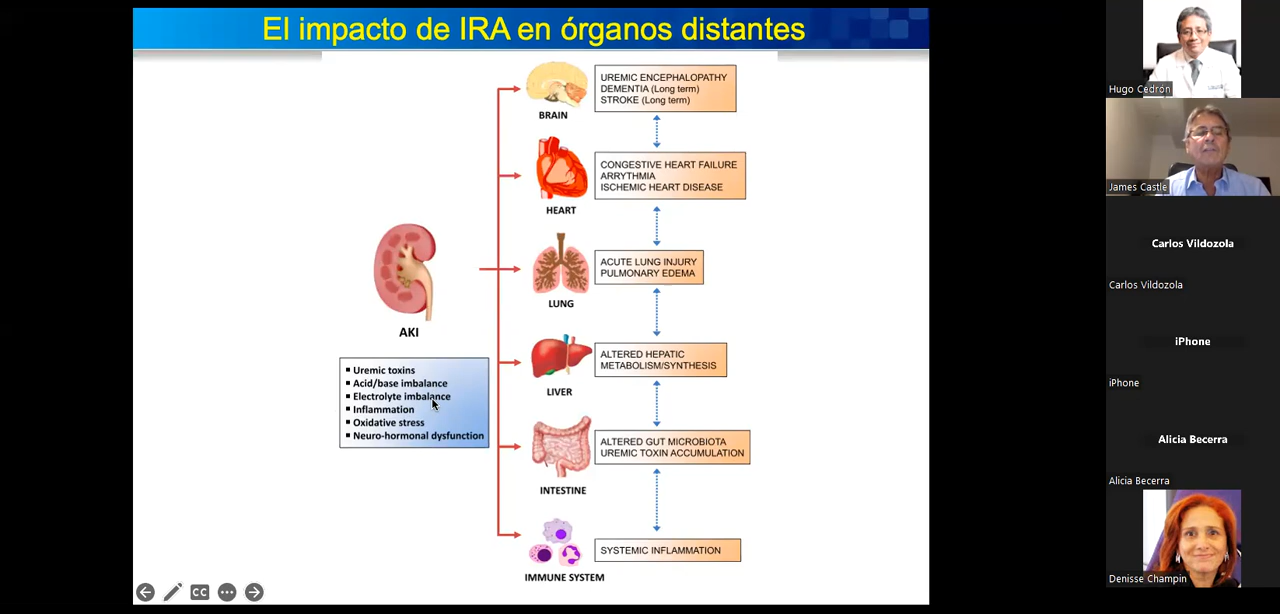 El impacto de IRA en órganos distantes
BRAIN
UREMIC ENCEPHALOPATHY
DEMENTIA (Long term)
STROKE (Long term)
HEART
CONGESTIVE HEART FAILURE
ARRYTHMIA
ISCHEMIC HEART DISEASE
AKI
LUNG
ACUTE LUNG INJURY
PULMONARY EDEMA
▪ Uremic toxins
▪ Acid/base imbalance
▪ Electrolyte imbalance
▪ Inflammation
▪ Oxidative stress
▪ Neuro-hormonal dysfunction
LIVER
ALTERED HEPATIC
METABOLISM/SYNTHESIS
INTESTINE
ALTERED GUT MICROBIOTA
UREMIC TOXIN ACCUMULATION
IMMUNE SYSTEM
SYSTEMIC INFLAMMATION
CC
Hugo Cedrón
James Castle
Carlos Vildozola
Carlos Vildozola
iPhone
iPhone
Alicia Becerra
Alicia Becerra
Denisse Champin